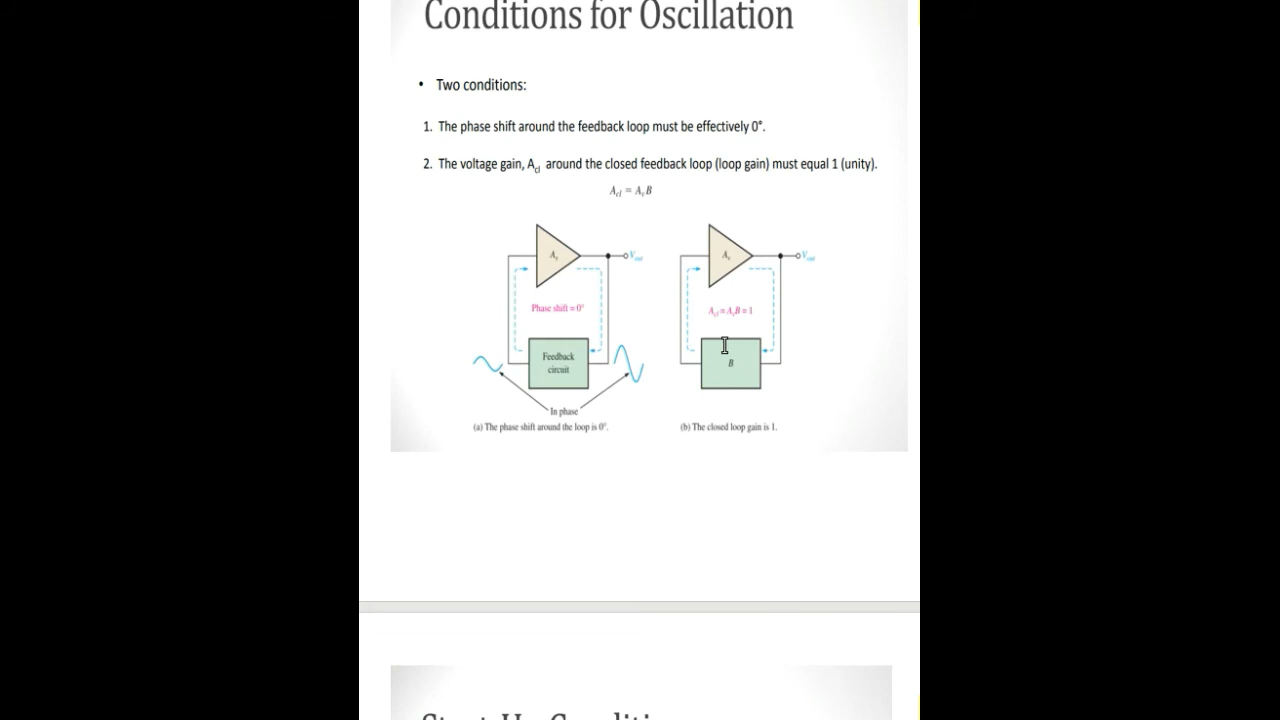 Conditions for Oscillation
• Two conditions:
1. The phase shift around the feedback loop must be effectively 0°.
2. The voltage gain, Acl around the closed feedback loop (loop gain) must equal 1 (unity).
Acl = AvB
Av
Vout
Av
Vout
Phase shift = 0°
Acl = AvB = 1
Feedback
circuit
B
In phase
(a) The phase shift around the loop is 0°.
(b) The closed loop gain is 1.